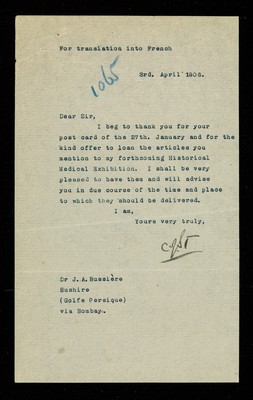 For translation into French
1065
3rd. April 1906.
Dear Sir,
I beg to thank you for your
post card of the 27th. January and for the
kind offer to loan the articles you
mention to my forthcoming Historical
Medical Exhibition. I shall be very
pleased to have them and will advise
you in due course of the time and place
to which they should be delivered.
I am,
Yours very truly,
Dr J.A.Bussière
Bushire
(Golfe Persique)
via Bombay.